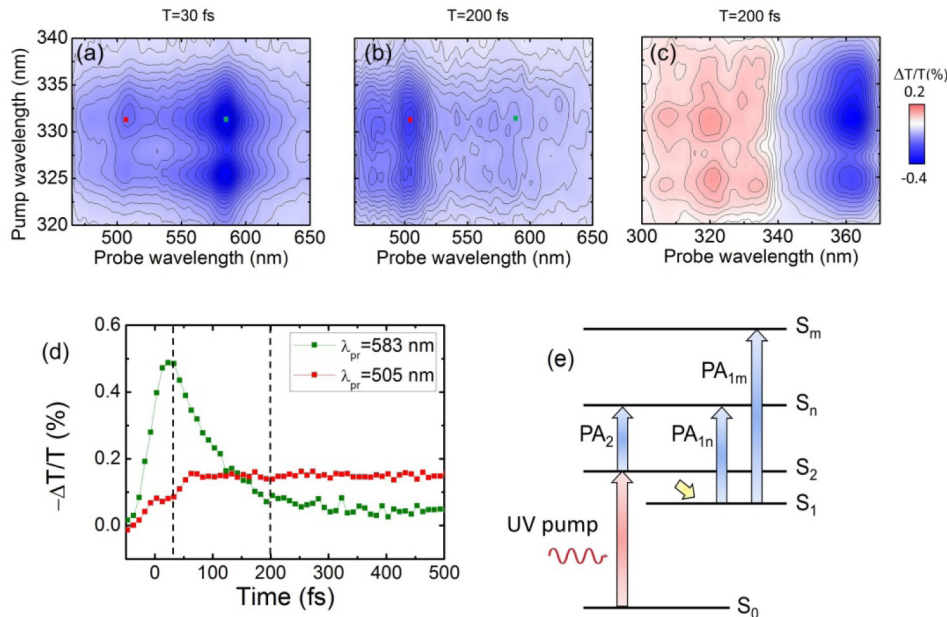 T=30 fs
T=200 fs
T=200 fs
(a)
(b)
(c)
Pump wavelength (nm)
340
335
330
325
320
500
550
600
650
Probe wavelength (nm)
500
550
600
650
Probe wavelength (nm)
300
320
340
360
Probe wavelength (nm)
ΔT/T(%)
0.2
-0.4
(d)
-ΔT/T (%)
0.6
0.4
0.2
0.0
λpr=583 nm
λpr=505 nm
0
100
200
300
400
500
Time (fs)
(e)
Sm
PA1m
Sn
PA2
PA1n
S2
S1
UV pump
S0